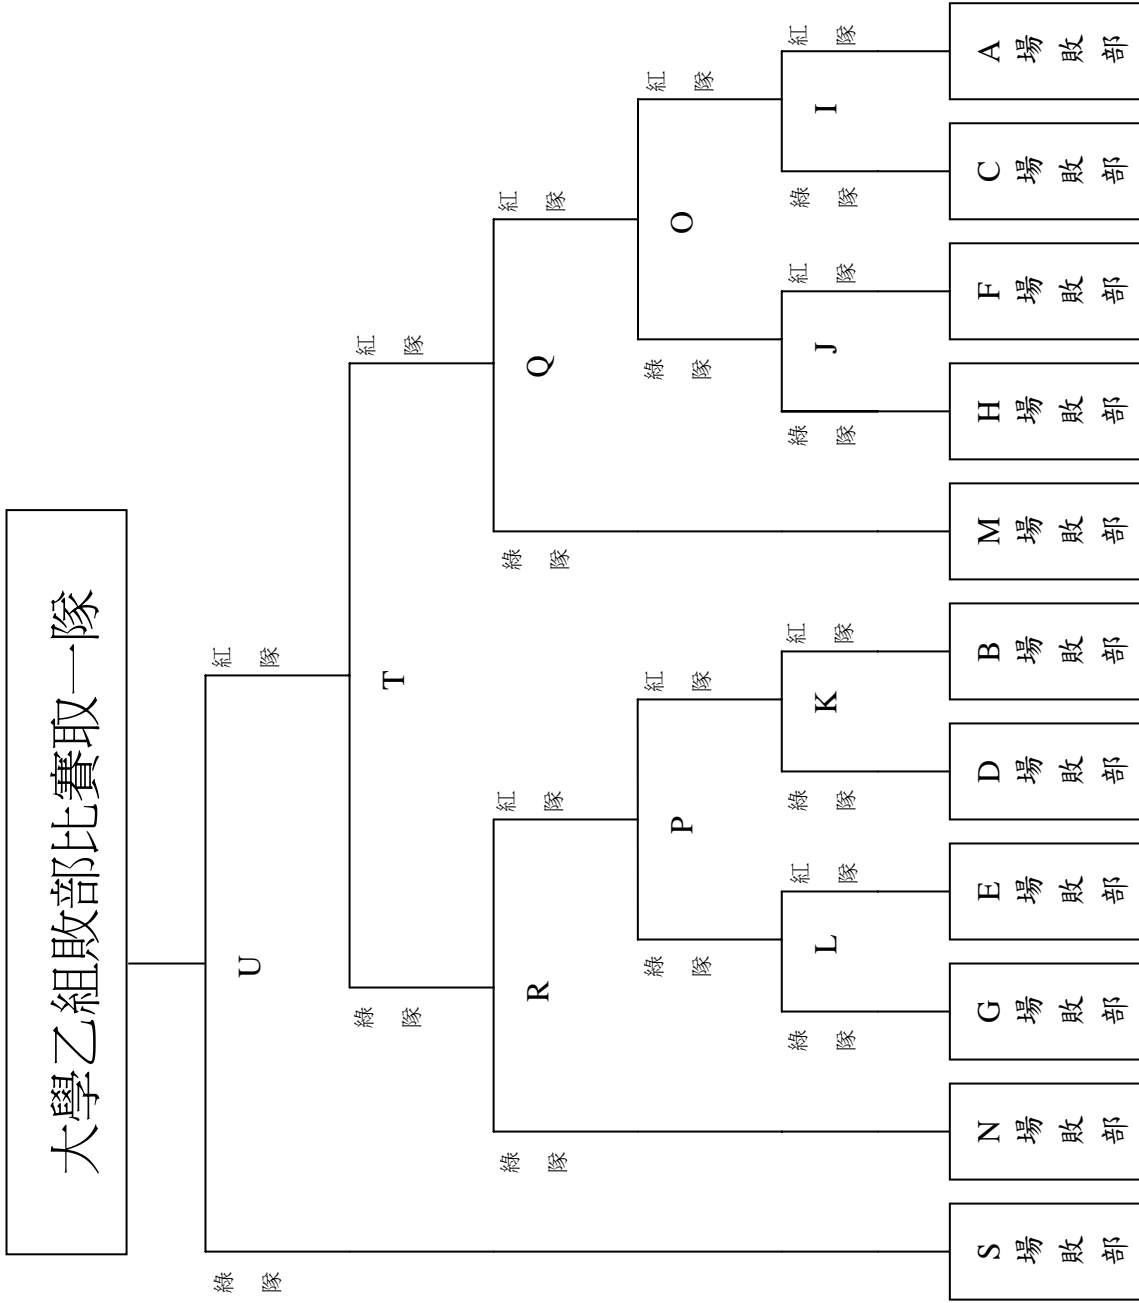 大學乙組敗部比賽取一隊
U
紅隊
綠隊
T
紅隊
綠隊
Q
紅隊
綠隊
R
紅隊
綠隊
O
紅隊
綠隊
P
紅隊
綠隊
I
紅隊
綠隊
J
紅隊
綠隊
K
紅隊
綠隊
L
紅隊
綠隊
A場敗部
C場敗部
F場敗部
H場敗部
M場敗部
B場敗部
D場敗部
E場敗部
G場敗部
N場敗部
S場敗部